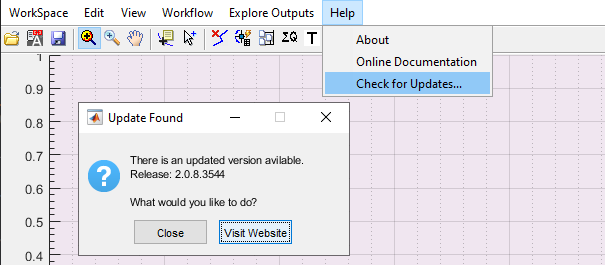 WorkSpace Edit View Workflow Explore Outputs Help
ΣQ T
About
Online Documentation
Check for Updates...
1
0.9
0.8
0.7
0.6
0.5
0.4
Update Found
There is an updated version avilable.
Release: 2.0.8.3544
What would you like to do?
Close Visit Website